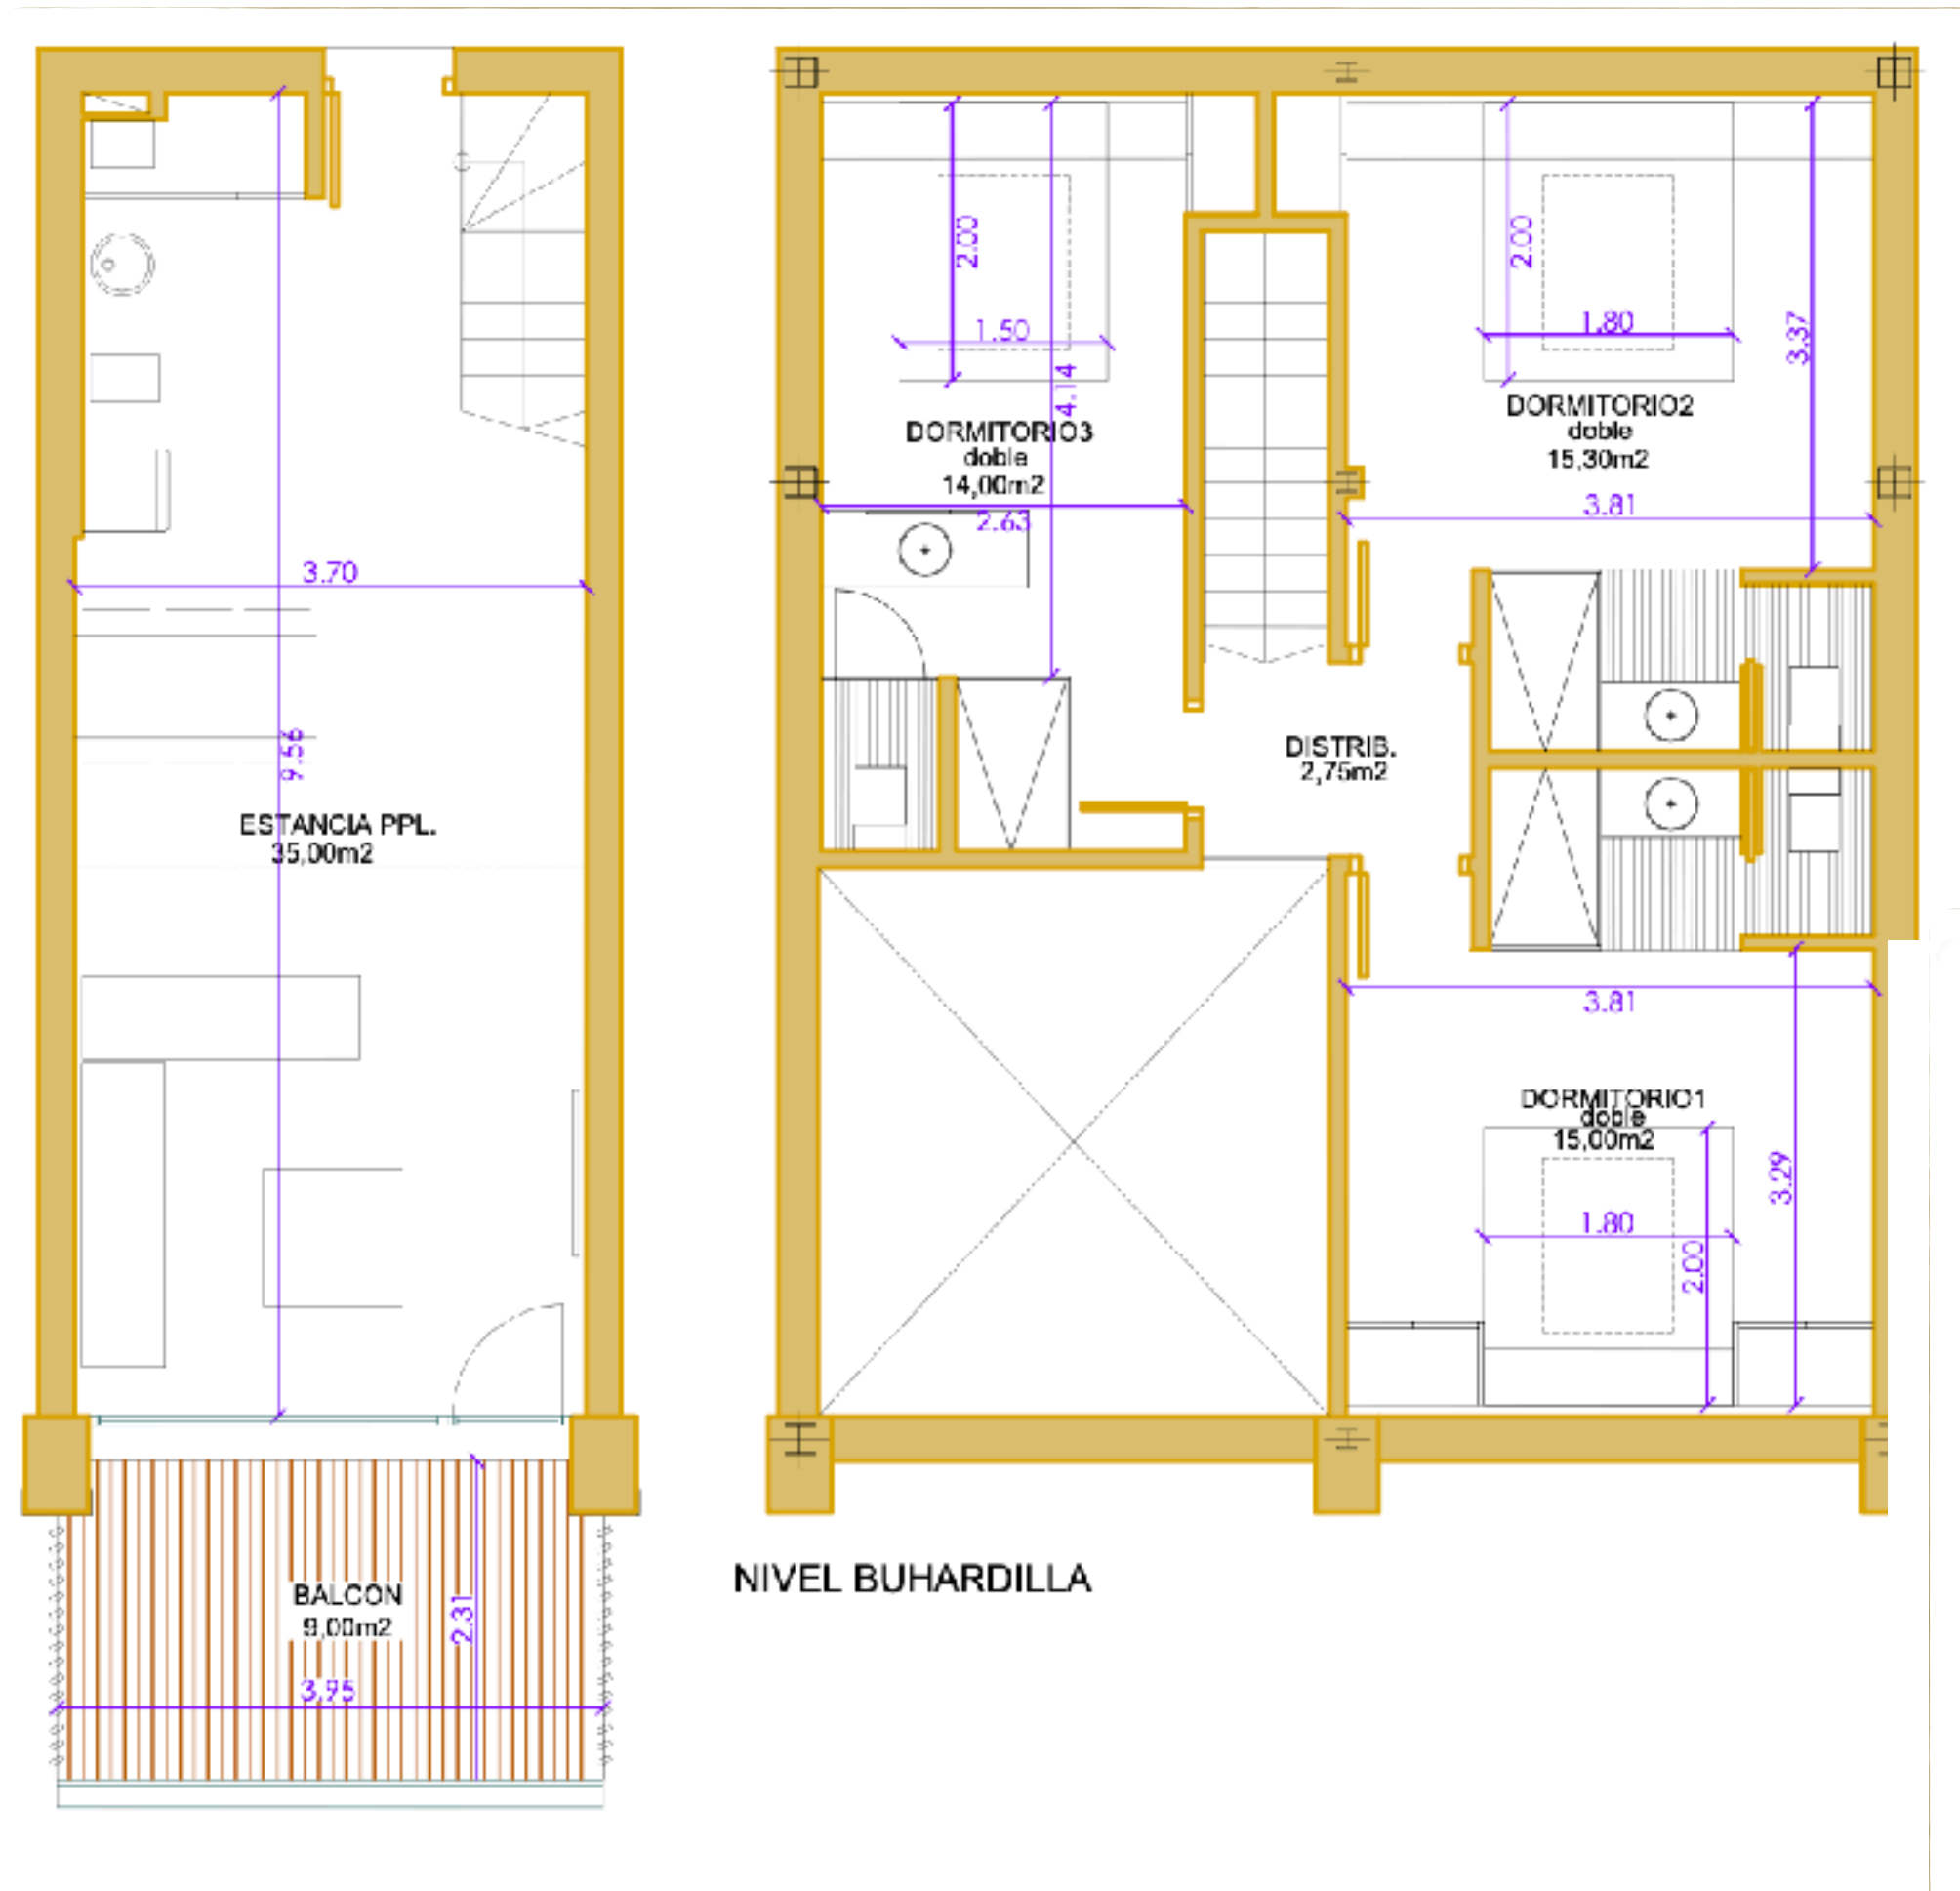 3.70
9.56
ESTANCIA PPL.
35,00m2
BALCON
9,00m2
2.31
3.95
2.00
1.50
4.14
DORMITORIO3
doble
14,00m2
2.63
2.00
1.80
3.37
DORMITORIO2
doble
15,30m2
3.81
DISTRIB.
2,75m2
3.81
DORMITORIO1
doble
15,00m2
3.29
1.80
2.00
NIVEL BUHARDILLA